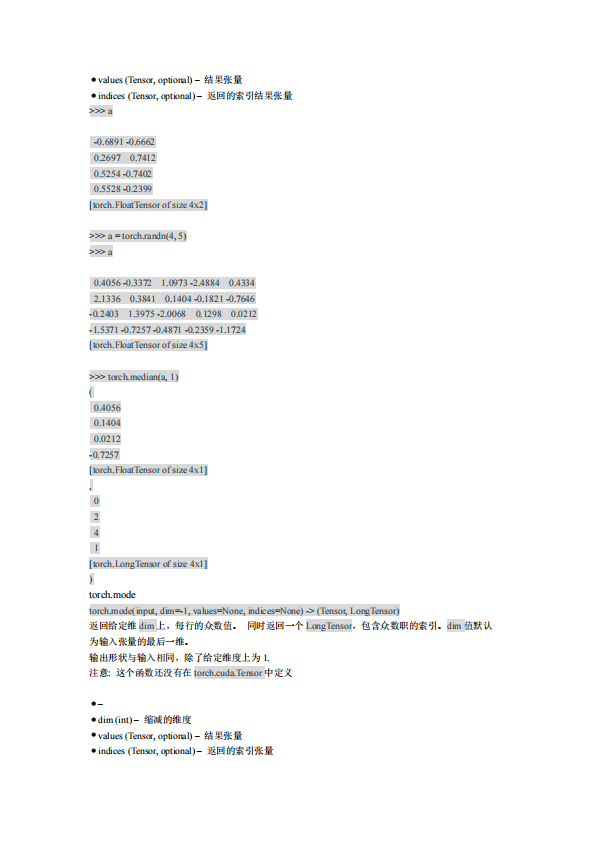 ● values (Tensor, optional) – 结果张量
● indices (Tensor, optional) – 返回的索引结果张量
>>> a
-0.6891 -0.6662
0.2697 0.7412
0.5254 -0.7402
0.5528 -0.2399
[torch.FloatTensor of size 4x2]
>>> a = torch.randn(4, 5)
>>> a
0.4056 -0.3372 1.0973 -2.4884 0.4334
2.1336 0.3841 0.1404 -0.1821 -0.7646
-0.2403 1.3975 -2.0068 0.1298 0.0212
-1.5371 -0.7257 -0.4871 -0.2359 -1.1724
[torch.FloatTensor of size 4x5]
>>> torch.median(a, 1)
(
0.4056
0.1404
0.0212
-0.7257
[torch.FloatTensor of size 4x1]
,
0
2
4
1
[torch.LongTensor of size 4x1]
)
torch.mode
torch.mode(input, dim=-1, values=None, indices=None) -> (Tensor, LongTensor)
返回给定维 dim 上，每行的众数值。 同时返回一个 LongTensor，包含众数职的索引。dim 值默认
为输入张量的最后一维。
输出形状与输入相同，除了给定维度上为 1.
注意: 这个函数还没有在 torch.cuda.Tensor 中定义
● –
● dim (int) – 缩减的维度
● values (Tensor, optional) – 结果张量
● indices (Tensor, optional) – 返回的索引张量